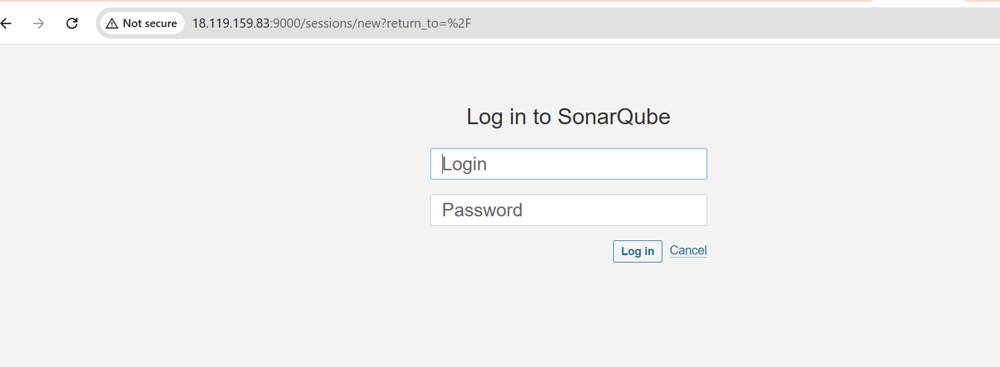 Not secure 18.119.159.83:9000/sessions/new?return_to=%2F
Log in to SonarQube
Login
Password
Log in Cancel